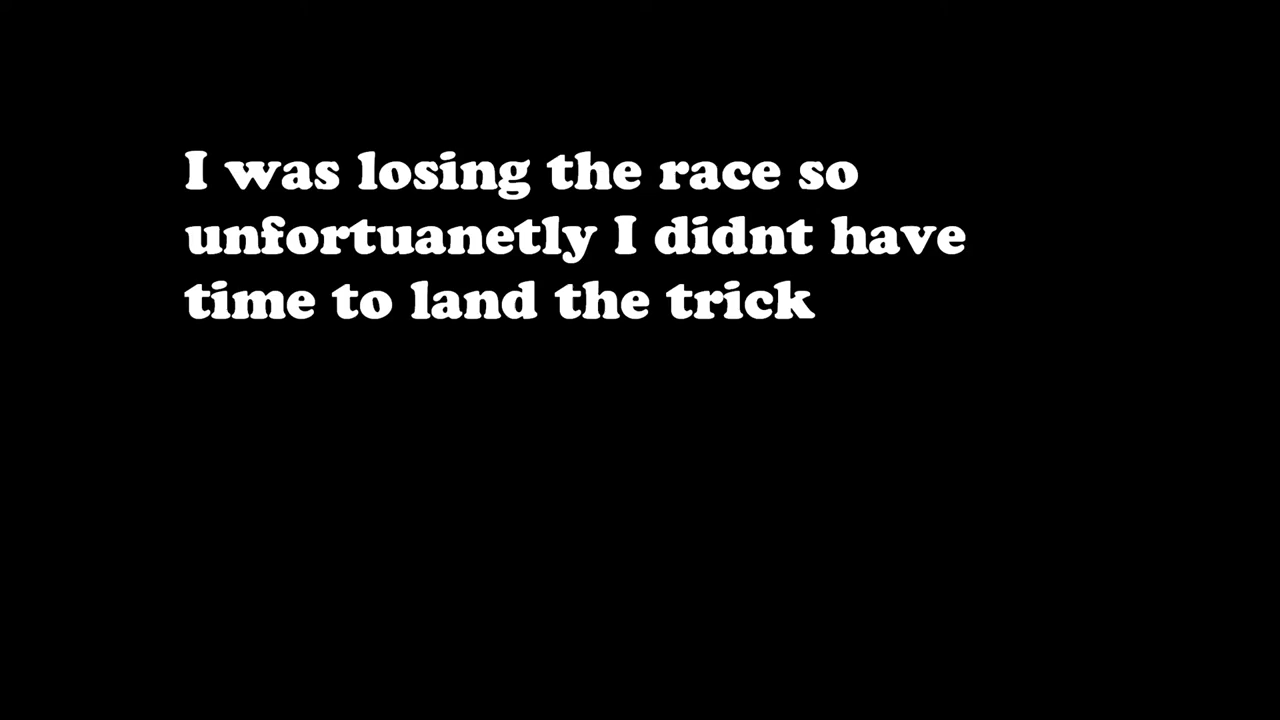 I was losing the race so
unfortuanetly I didnt have
time to land the trick